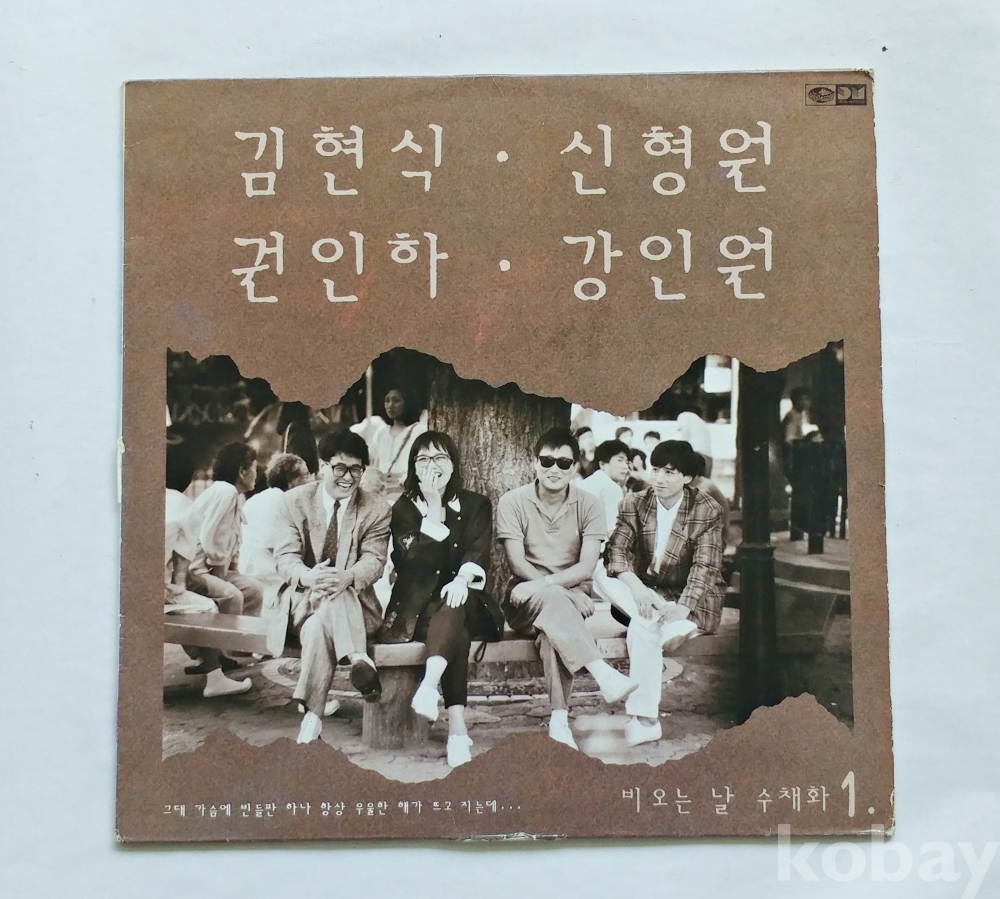 김현식 · 신형원
권인하 · 강인원
그대 가슴에 빈들판 하나 항상 우울한 해가 뜨고 지는데...
비오는 날 수채화 1.
kobay